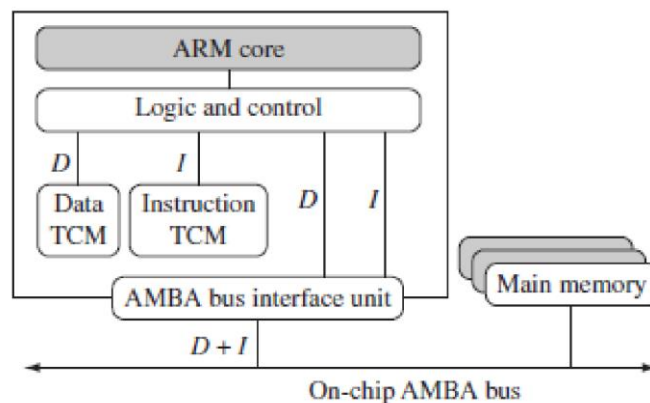 ARM core
Logic and control
D
I
D
I
Data
TCM
Instruction
TCM
Main memory
AMBA bus interface unit
D + I
On-chip AMBA bus